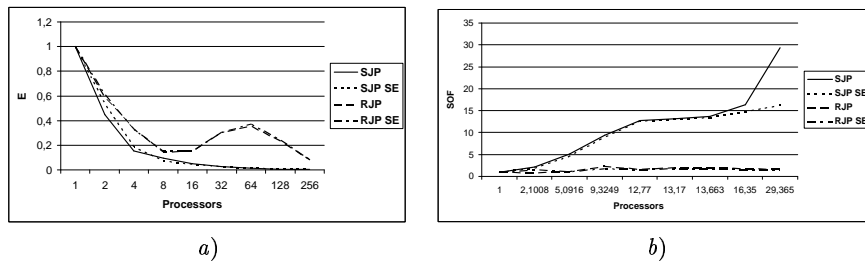 1,2
1
0,8
0,6
0,4
0,2
0
E
1 2 4 8 16 32 64 128 256
Processors
SJP
SJP SE
RJP
RJP SE
a)
35
30
25
20
15
10
5
0
SOF
1 2,1008 5,0916 9,3249 12,77 13,17 13,663 16,35 29,365
Processors
SJP
SJP SE
RJP
RJP SE
b)